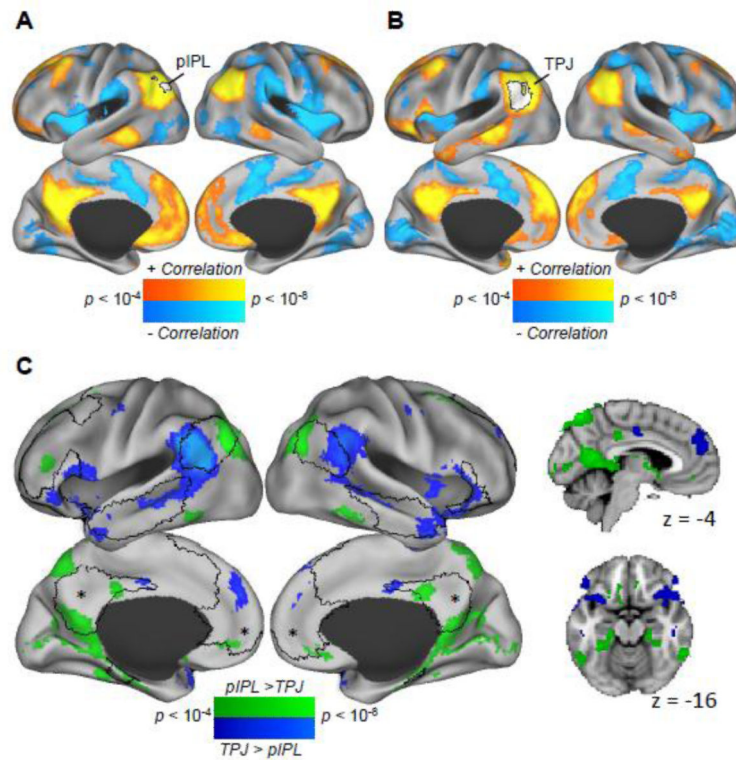 A
pIPL
B
TPJ
+ Correlation
p < 10-4
p < 10-8
- Correlation
+ Correlation
p < 10-4
p < 10-8
- Correlation
C
*
*
*
*
z = -4
z = -16
pIPL >TPJ
p < 10-4
p < 10-8
TPJ > pIPL